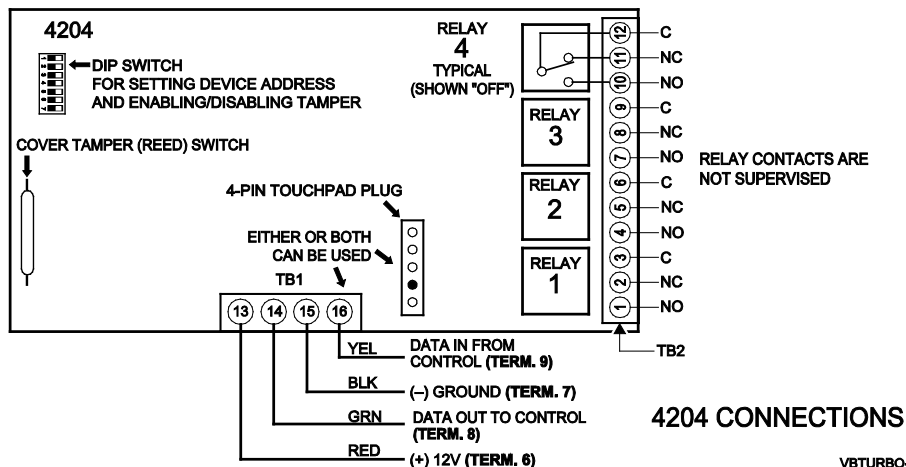 4204
DIP SWITCH
FOR SETTING DEVICE ADDRESS
AND ENABLING/DISABLING TAMPER
COVER TAMPER (REED) SWITCH
4-PIN TOUCHPAD PLUG
EITHER OR BOTH
CAN BE USED
TB1
13 14 15 16
RELAY
4
TYPICAL
(SHOWN "OFF")
RELAY
3
RELAY
2
RELAY
1
12 C
11 NC
10 NO
9 C
8 NC
7 NO
6 C
5 NC
4 NO
3 C
2 NC
1 NO
RELAY CONTACTS ARE
NOT SUPERVISED
TB2
YEL DATA IN FROM
CONTROL (TERM. 9)
BLK (–) GROUND (TERM. 7)
GRN DATA OUT TO CONTROL
(TERM. 8)
RED (+) 12V (TERM. 6)
4204 CONNECTIONS